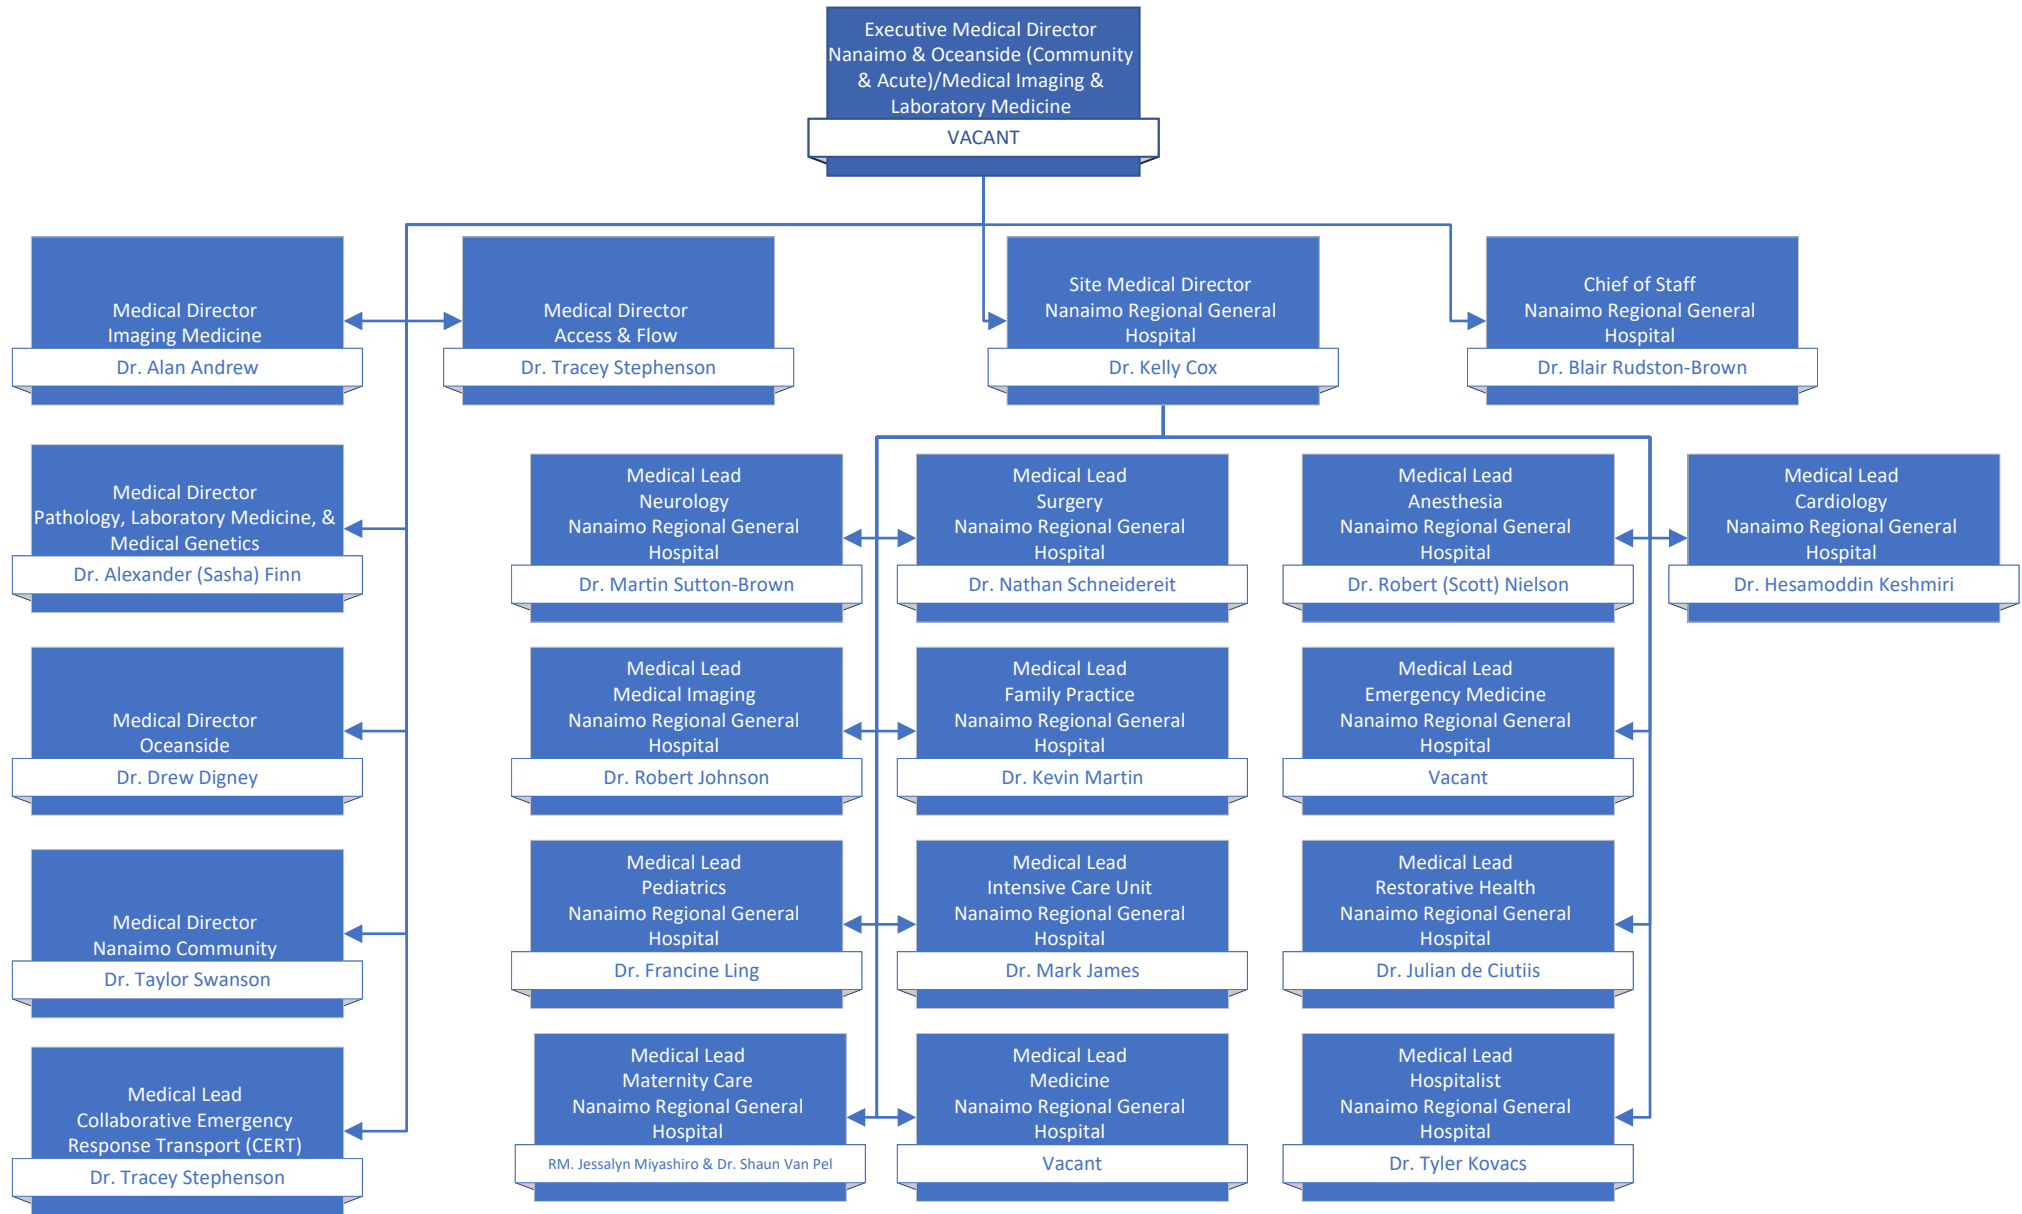 Executive Medical Director
Nanaimo & Oceanside (Community
& Acute)/Medical Imaging &
Laboratory Medicine
VACANT
Medical Director
Imaging Medicine
Dr. Alan Andrew
Medical Director
Access & Flow
Dr. Tracey Stephenson
Site Medical Director
Nanaimo Regional General
Hospital
Dr. Kelly Cox
Chief of Staff
Nanaimo Regional General
Hospital
Dr. Blair Rudston-Brown
Medical Director
Pathology, Laboratory Medicine, &
Medical Genetics
Dr. Alexander (Sasha) Finn
Medical Lead
Neurology
Nanaimo Regional General
Hospital
Dr. Martin Sutton-Brown
Medical Lead
Surgery
Nanaimo Regional General
Hospital
Dr. Nathan Schneidereit
Medical Lead
Anesthesia
Nanaimo Regional General
Hospital
Dr. Robert (Scott) Nielson
Medical Lead
Cardiology
Nanaimo Regional General
Hospital
Dr. Hesamoddin Keshmiri
Medical Director
Oceanside
Dr. Drew Digney
Medical Lead
Medical Imaging
Nanaimo Regional General
Hospital
Dr. Robert Johnson
Medical Lead
Family Practice
Nanaimo Regional General
Hospital
Dr. Kevin Martin
Medical Lead
Emergency Medicine
Nanaimo Regional General
Hospital
Vacant
Medical Director
Nanaimo Community
Dr. Taylor Swanson
Medical Lead
Pediatrics
Nanaimo Regional General
Hospital
Dr. Francine Ling
Medical Lead
Intensive Care Unit
Nanaimo Regional General
Hospital
Dr. Mark James
Medical Lead
Restorative Health
Nanaimo Regional General
Hospital
Dr. Julian de Ciutiis
Medical Lead
Collaborative Emergency
Response Transport (CERT)
Dr. Tracey Stephenson
Medical Lead
Maternity Care
Nanaimo Regional General
Hospital
RM. Jessalyn Miyashiro & Dr. Shaun Van Pel
Medical Lead
Medicine
Nanaimo Regional General
Hospital
Vacant
Medical Lead
Hospitalist
Nanaimo Regional General
Hospital
Dr. Tyler Kovacs